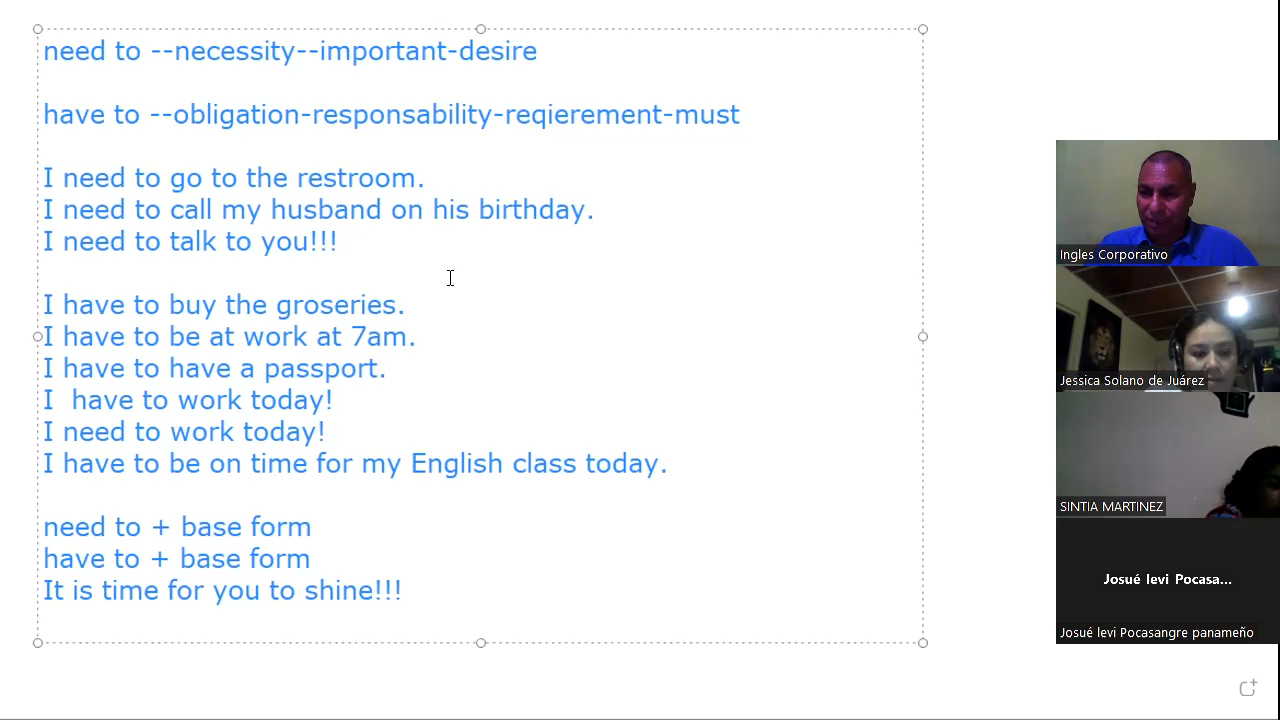 need to --necessity--important-desire
have to --obligation-responsability-reqierement-must
I need to go to the restroom.
I need to call my husband on his birthday.
I need to talk to you!!!
I have to buy the groseries.
I have to be at work at 7am.
I have to have a passport.
I  have to work today!
I need to work today!
I have to be on time for my English class today.
need to + base form
have to + base form
It is time for you to shine!!!
Ingles Corporativo
Jessica Solano de Juárez
SINTIA MARTINEZ
Josué levi Pocasa...
Josué levi Pocasangre panameño